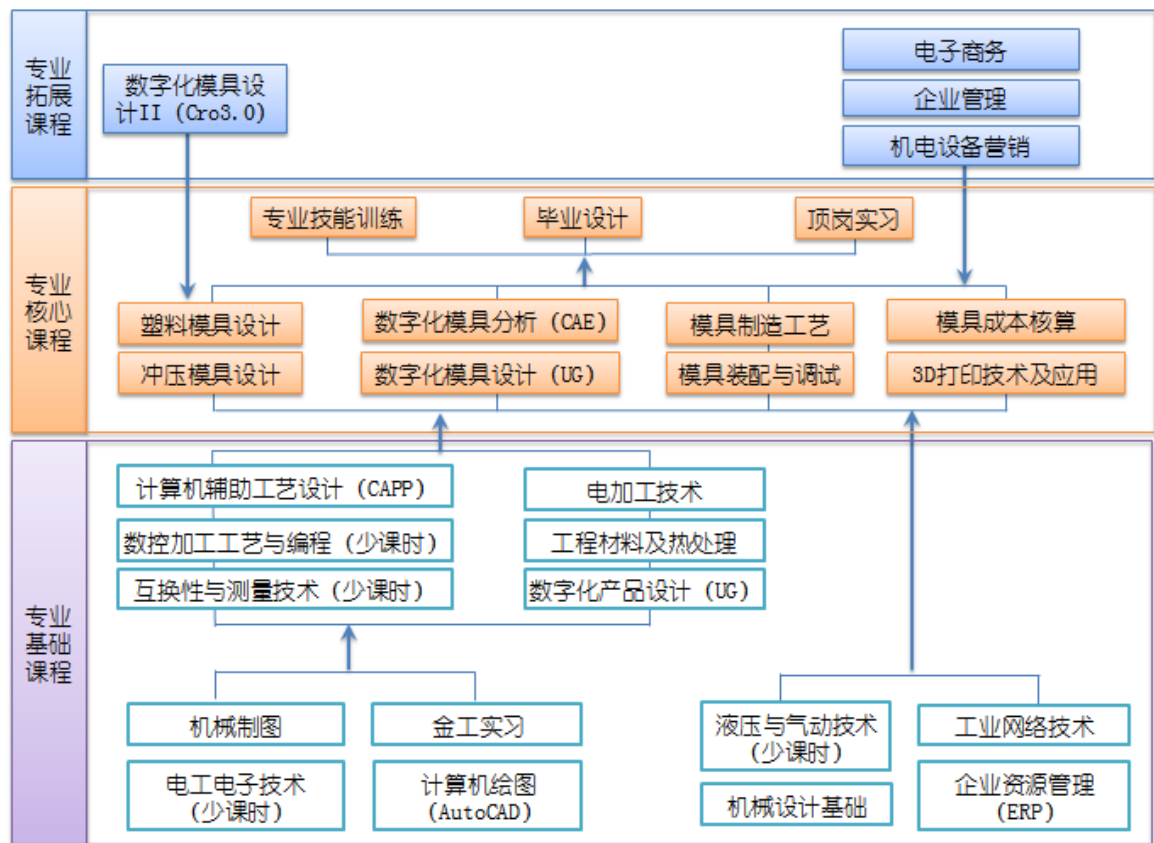 专业
拓展
课程
数字化模具设
计II (Cro3.0)
电子商务
企业管理
机电设备营销
专业
核心
课程
专业技能训练
毕业设计
顶岗实习
塑料模具设计
数字化模具分析 (CAE)
模具制造工艺
模具成本核算
冲压模具设计
数字化模具设计 (UG)
模具装配与调试
3D打印技术及应用
专业
基础
课程
计算机辅助工艺设计 (CAPP)
电加工技术
数控加工工艺与编程 (少课时)
工程材料及热处理
互换性与测量技术 (少课时)
数字化产品设计 (UG)
机械制图
金工实习
液压与气动技术
(少课时)
工业网络技术
电工电子技术
(少课时)
计算机绘图
(AutoCAD)
机械设计基础
企业资源管理
(ERP)